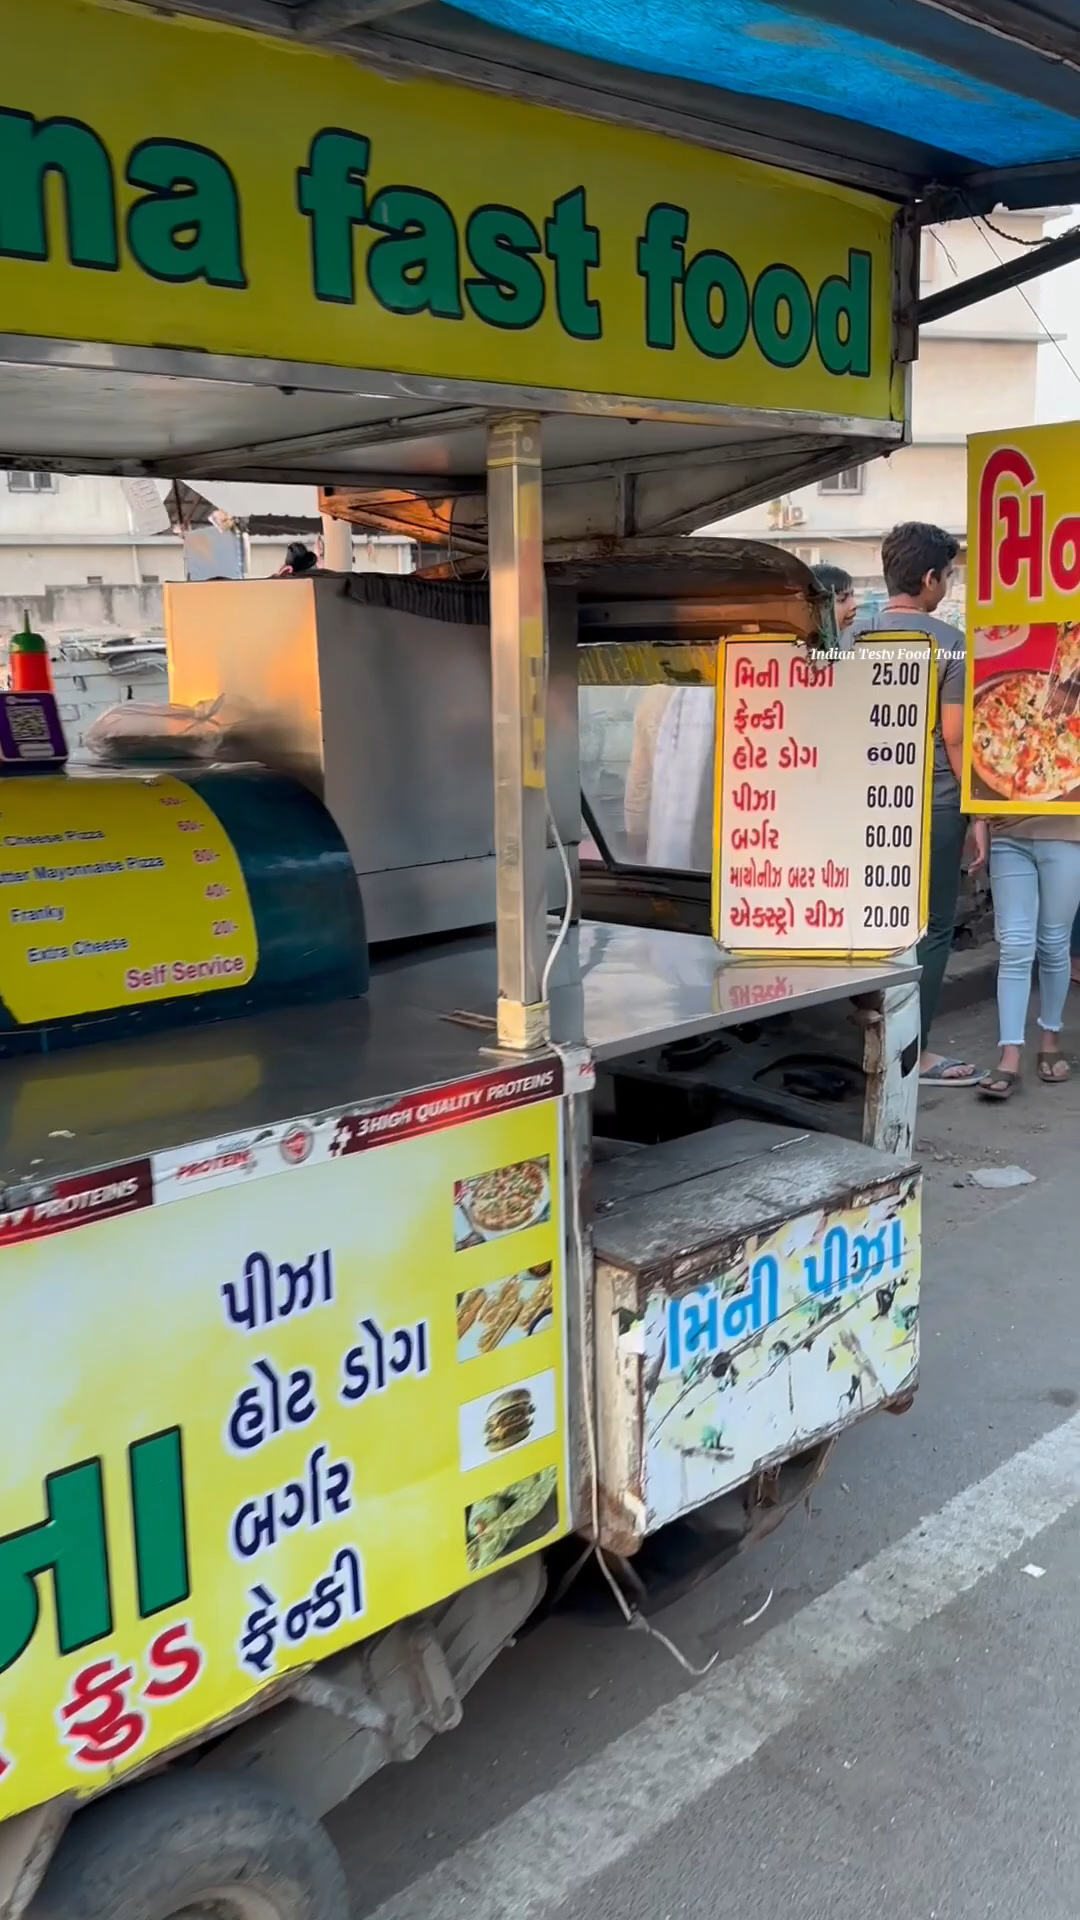 na fast food
Indian Testy Food Tour
મિની પિઝા 25.00
ફ્રેન્કી 40.00
હોટ ડોગ 6000
પીઝા 60.00
બર્ગર 60.00
માયોનીઝ બટર પીઝા 80.00
એક્સ્ટ્રો ચીઝ 20.00
60/-
Cheese Pizza 60/-
Mayonnaise Pizza 80/-
Franky 40/-
Extra Cheese 20/-
Self Service
PROTEINS
PROTEIN
3HIGH QUALITY PROTEINS
પીઝા
હોટ ડોગ
બર્ગર
ફ્રેન્કી
ફુડ
મિની પીઝા